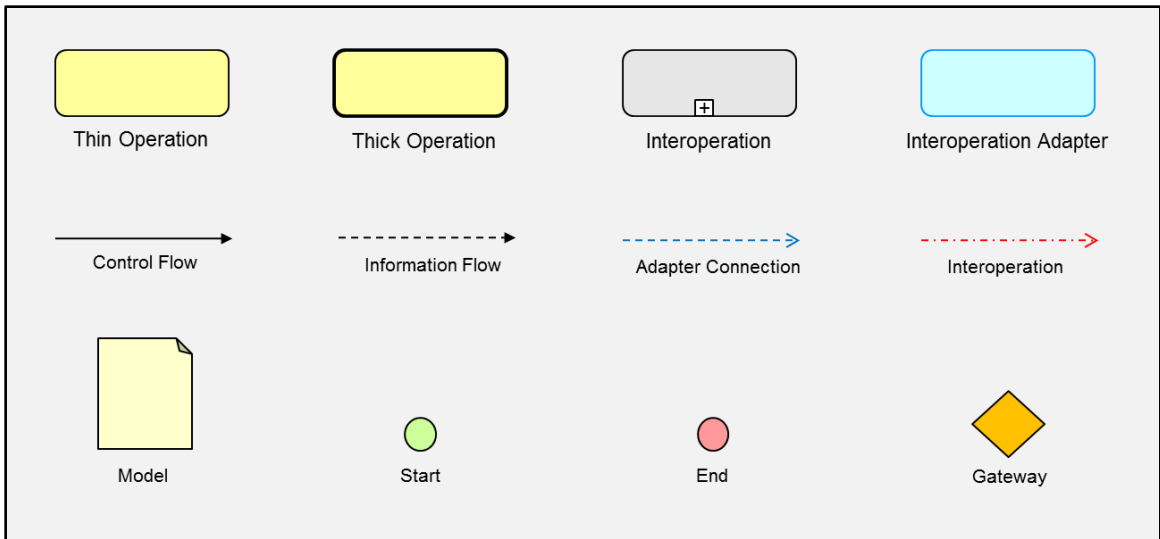 Thin Operation
Thick Operation
Interoperation
Interoperation Adapter
Control Flow
Information Flow
Adapter Connection
Interoperation
Model
Start
End
Gateway